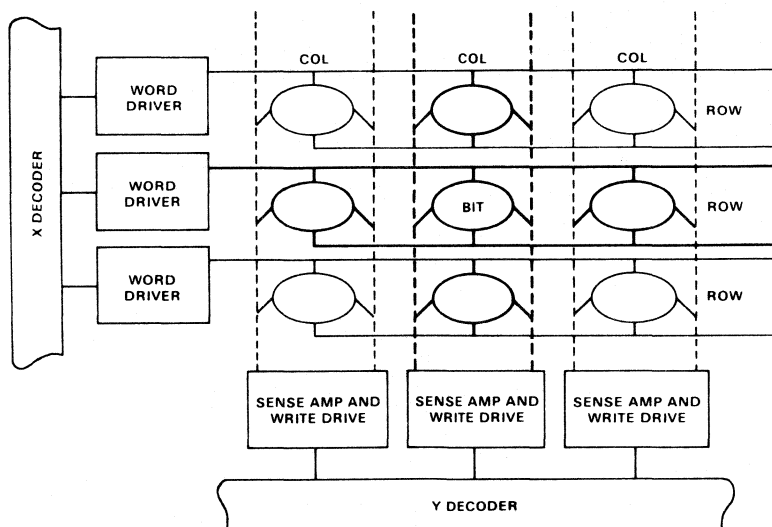 COL COL COL
WORD
DRIVER
ROW
X DECODER
WORD
DRIVER
BIT
ROW
WORD
DRIVER
ROW
SENSE AMP AND
WRITE DRIVE
SENSE AMP AND
WRITE DRIVE
SENSE AMP AND
WRITE DRIVE
Y DECODER